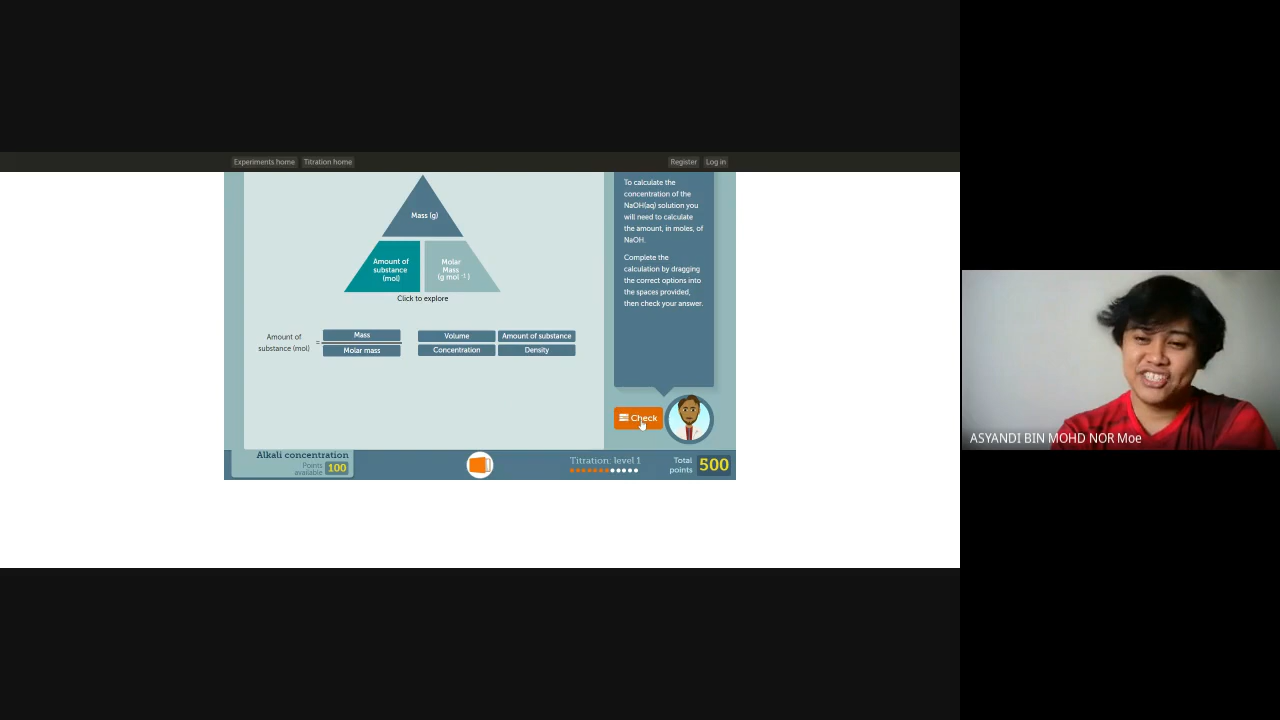 Experiments home Titration home Register Log in
Mass (g)
Amount of
substance
(mol)
Molar
Mass
(g mol ⁻¹ )
Click to explore
Amount of
substance (mol)
=
Mass
Molar mass
Volume Amount of substance
Concentration Density
To calculate the
concentration of the
NaOH(aq) solution you
will need to calculate
the amount, in moles, of
NaOH.
Complete the
calculation by dragging
the correct options into
the spaces provided,
then check your answer.
Check
Alkali concentration
Points
available 100
Titration: level 1
Total
points 500
ASYANDI BIN MOHD NOR Moe